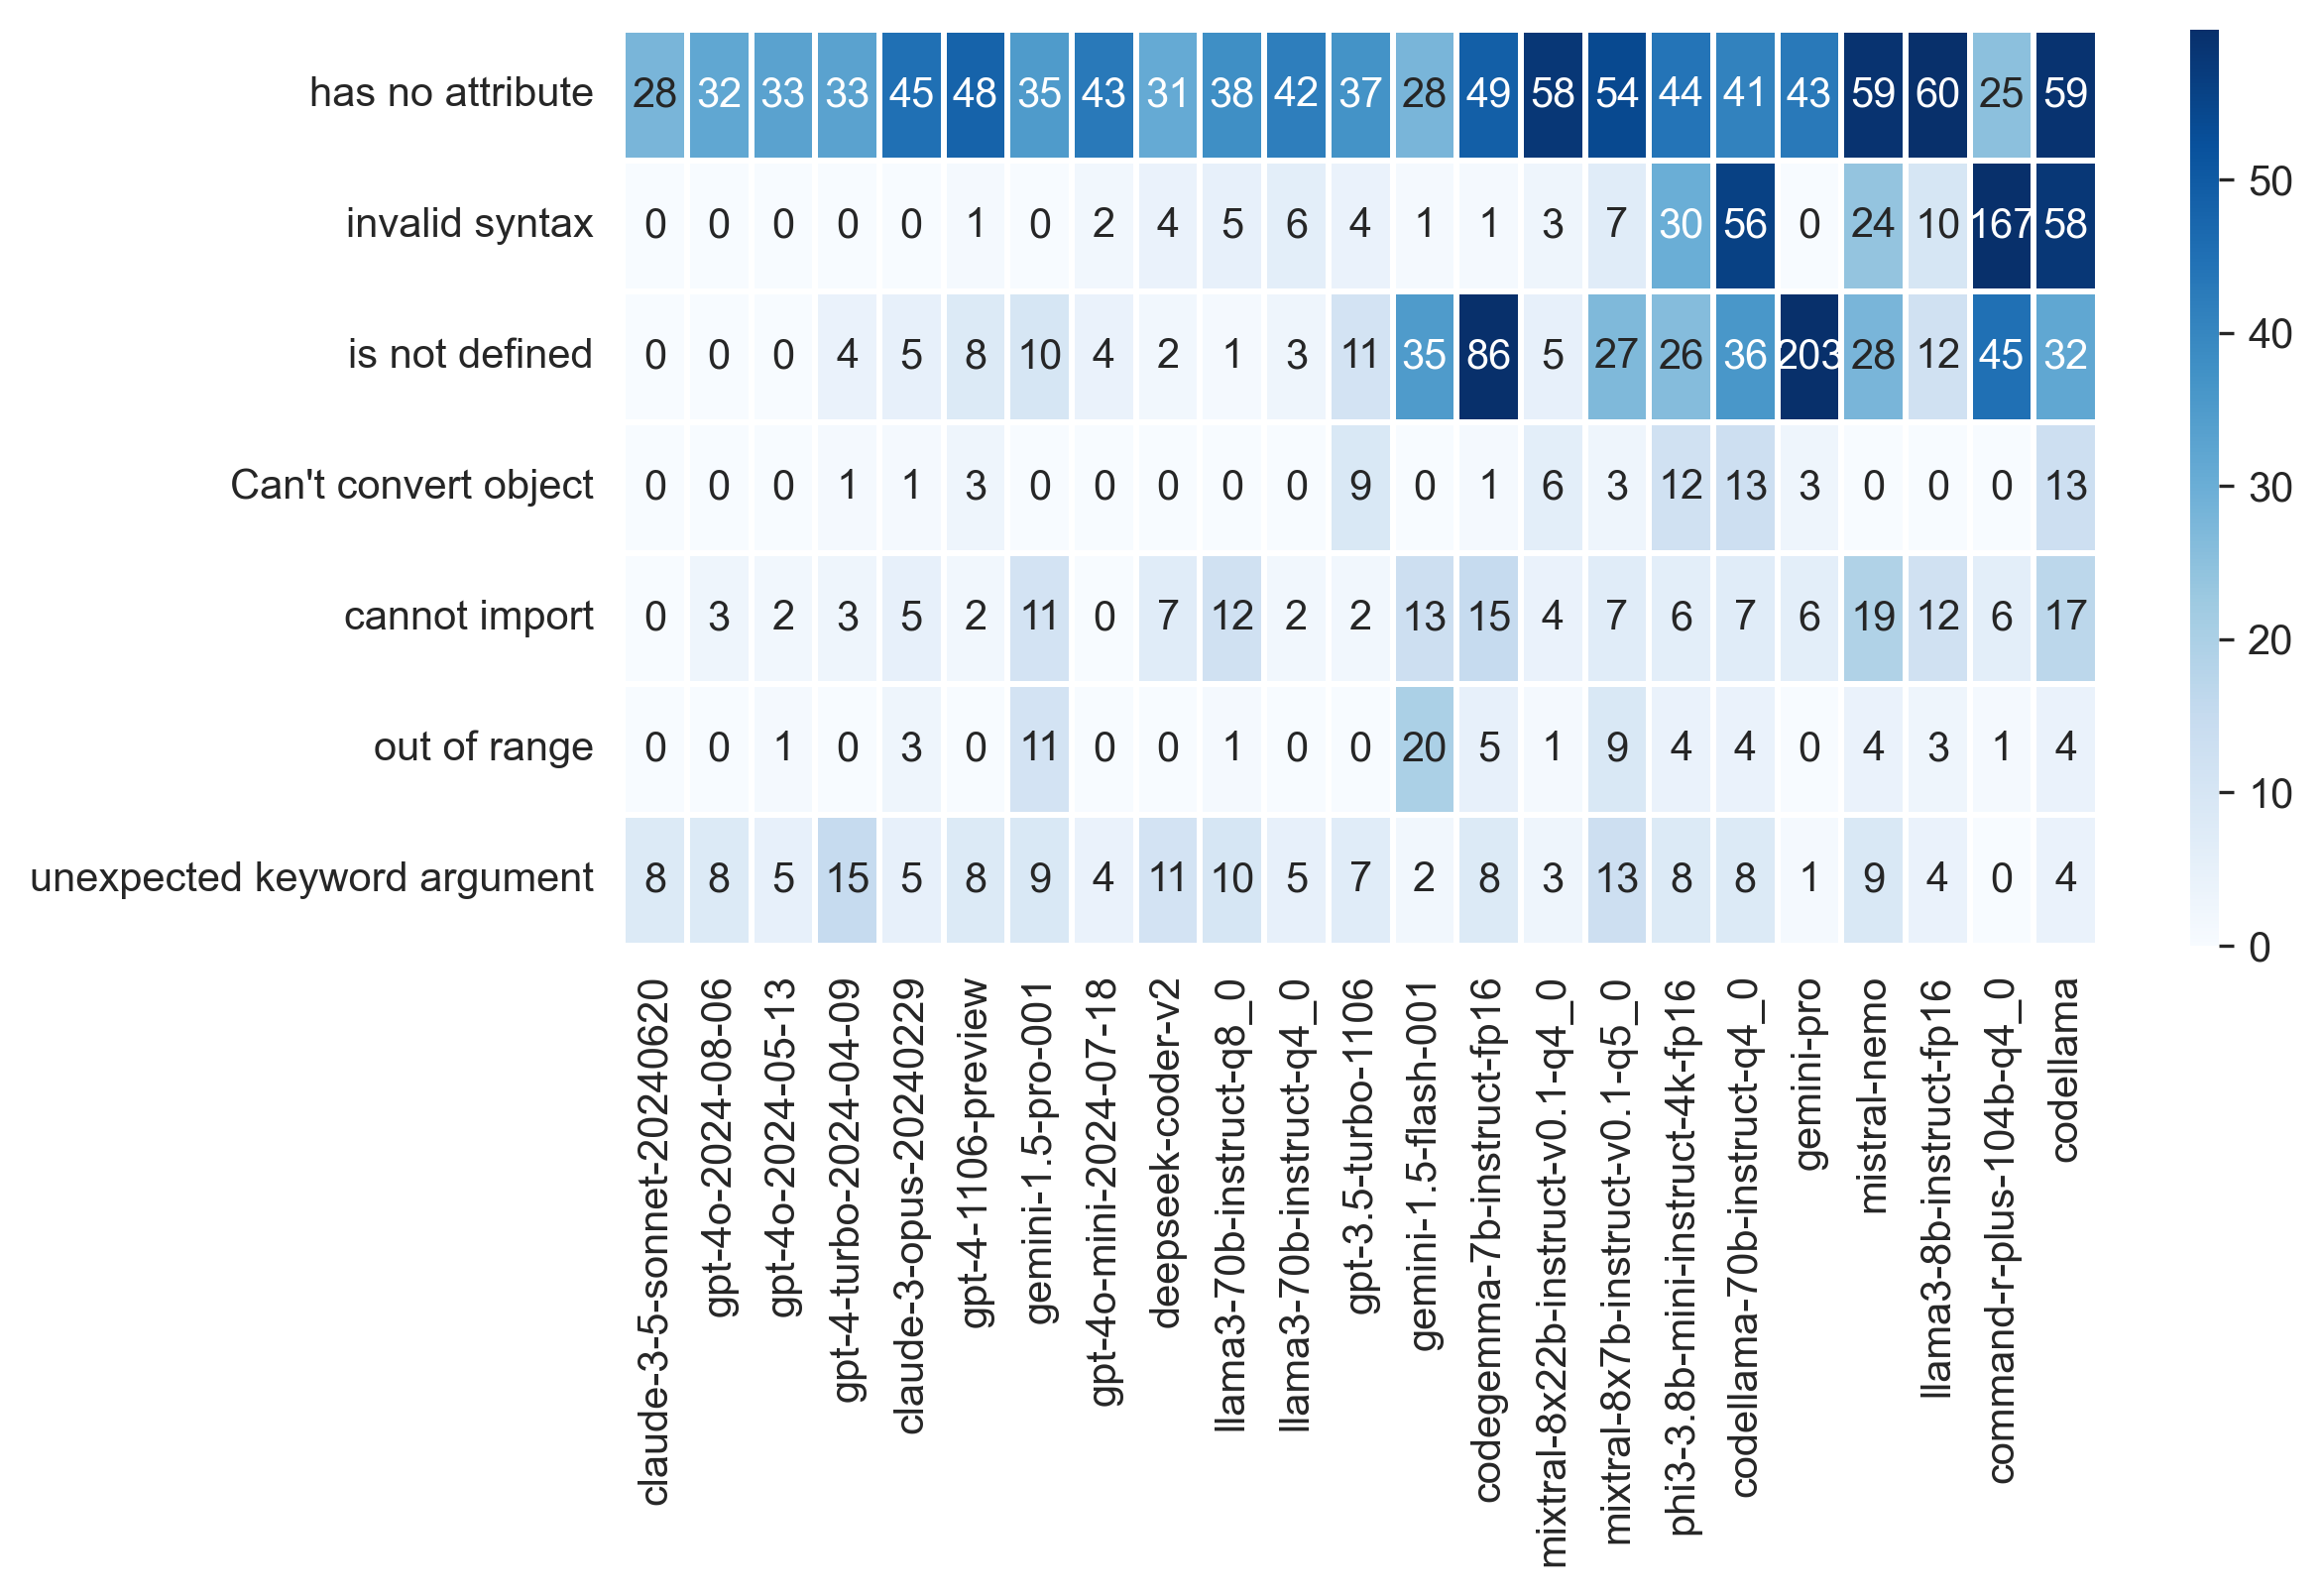 has no attribute 28 32 33 33 45 48 35 43 31 38 42 37 28 49 58 54 44 41 43 59 60 25 59
invalid syntax 0 0 0 0 0 1 0 2 4 5 6 4 1 1 3 7 30 56 0 24 10 167 58
is not defined 0 0 0 4 5 8 10 4 2 1 3 11 35 86 5 27 26 36 203 28 12 45 32
Can't convert object 0 0 0 1 1 3 0 0 0 0 0 9 0 1 6 3 12 13 3 0 0 0 13
cannot import 0 3 2 3 5 2 11 0 7 12 2 2 13 15 4 7 6 7 6 19 12 6 17
out of range 0 0 1 0 3 0 11 0 0 1 0 0 20 5 1 9 4 4 0 4 3 1 4
unexpected keyword argument 8 8 5 15 5 8 9 4 11 10 5 7 2 8 3 13 8 8 1 9 4 0 4
claude-3-5-sonnet-20240620
gpt-4o-2024-08-06
gpt-4o-2024-05-13
gpt-4-turbo-2024-04-09
claude-3-opus-20240229
gpt-4-1106-preview
gemini-1.5-pro-001
gpt-4o-mini-2024-07-18
deepseek-coder-v2
llama3-70b-instruct-q8_0
llama3-70b-instruct-q4_0
gpt-3.5-turbo-1106
gemini-1.5-flash-001
codegemma-7b-instruct-fp16
mixtral-8x22b-instruct-v0.1-q4_0
mixtral-8x7b-instruct-v0.1-q5_0
phi3-3.8b-mini-instruct-4k-fp16
codellama-70b-instruct-q4_0
gemini-pro
mistral-nemo
llama3-8b-instruct-fp16
command-r-plus-104b-q4_0
codellama
50
40
30
20
10
0